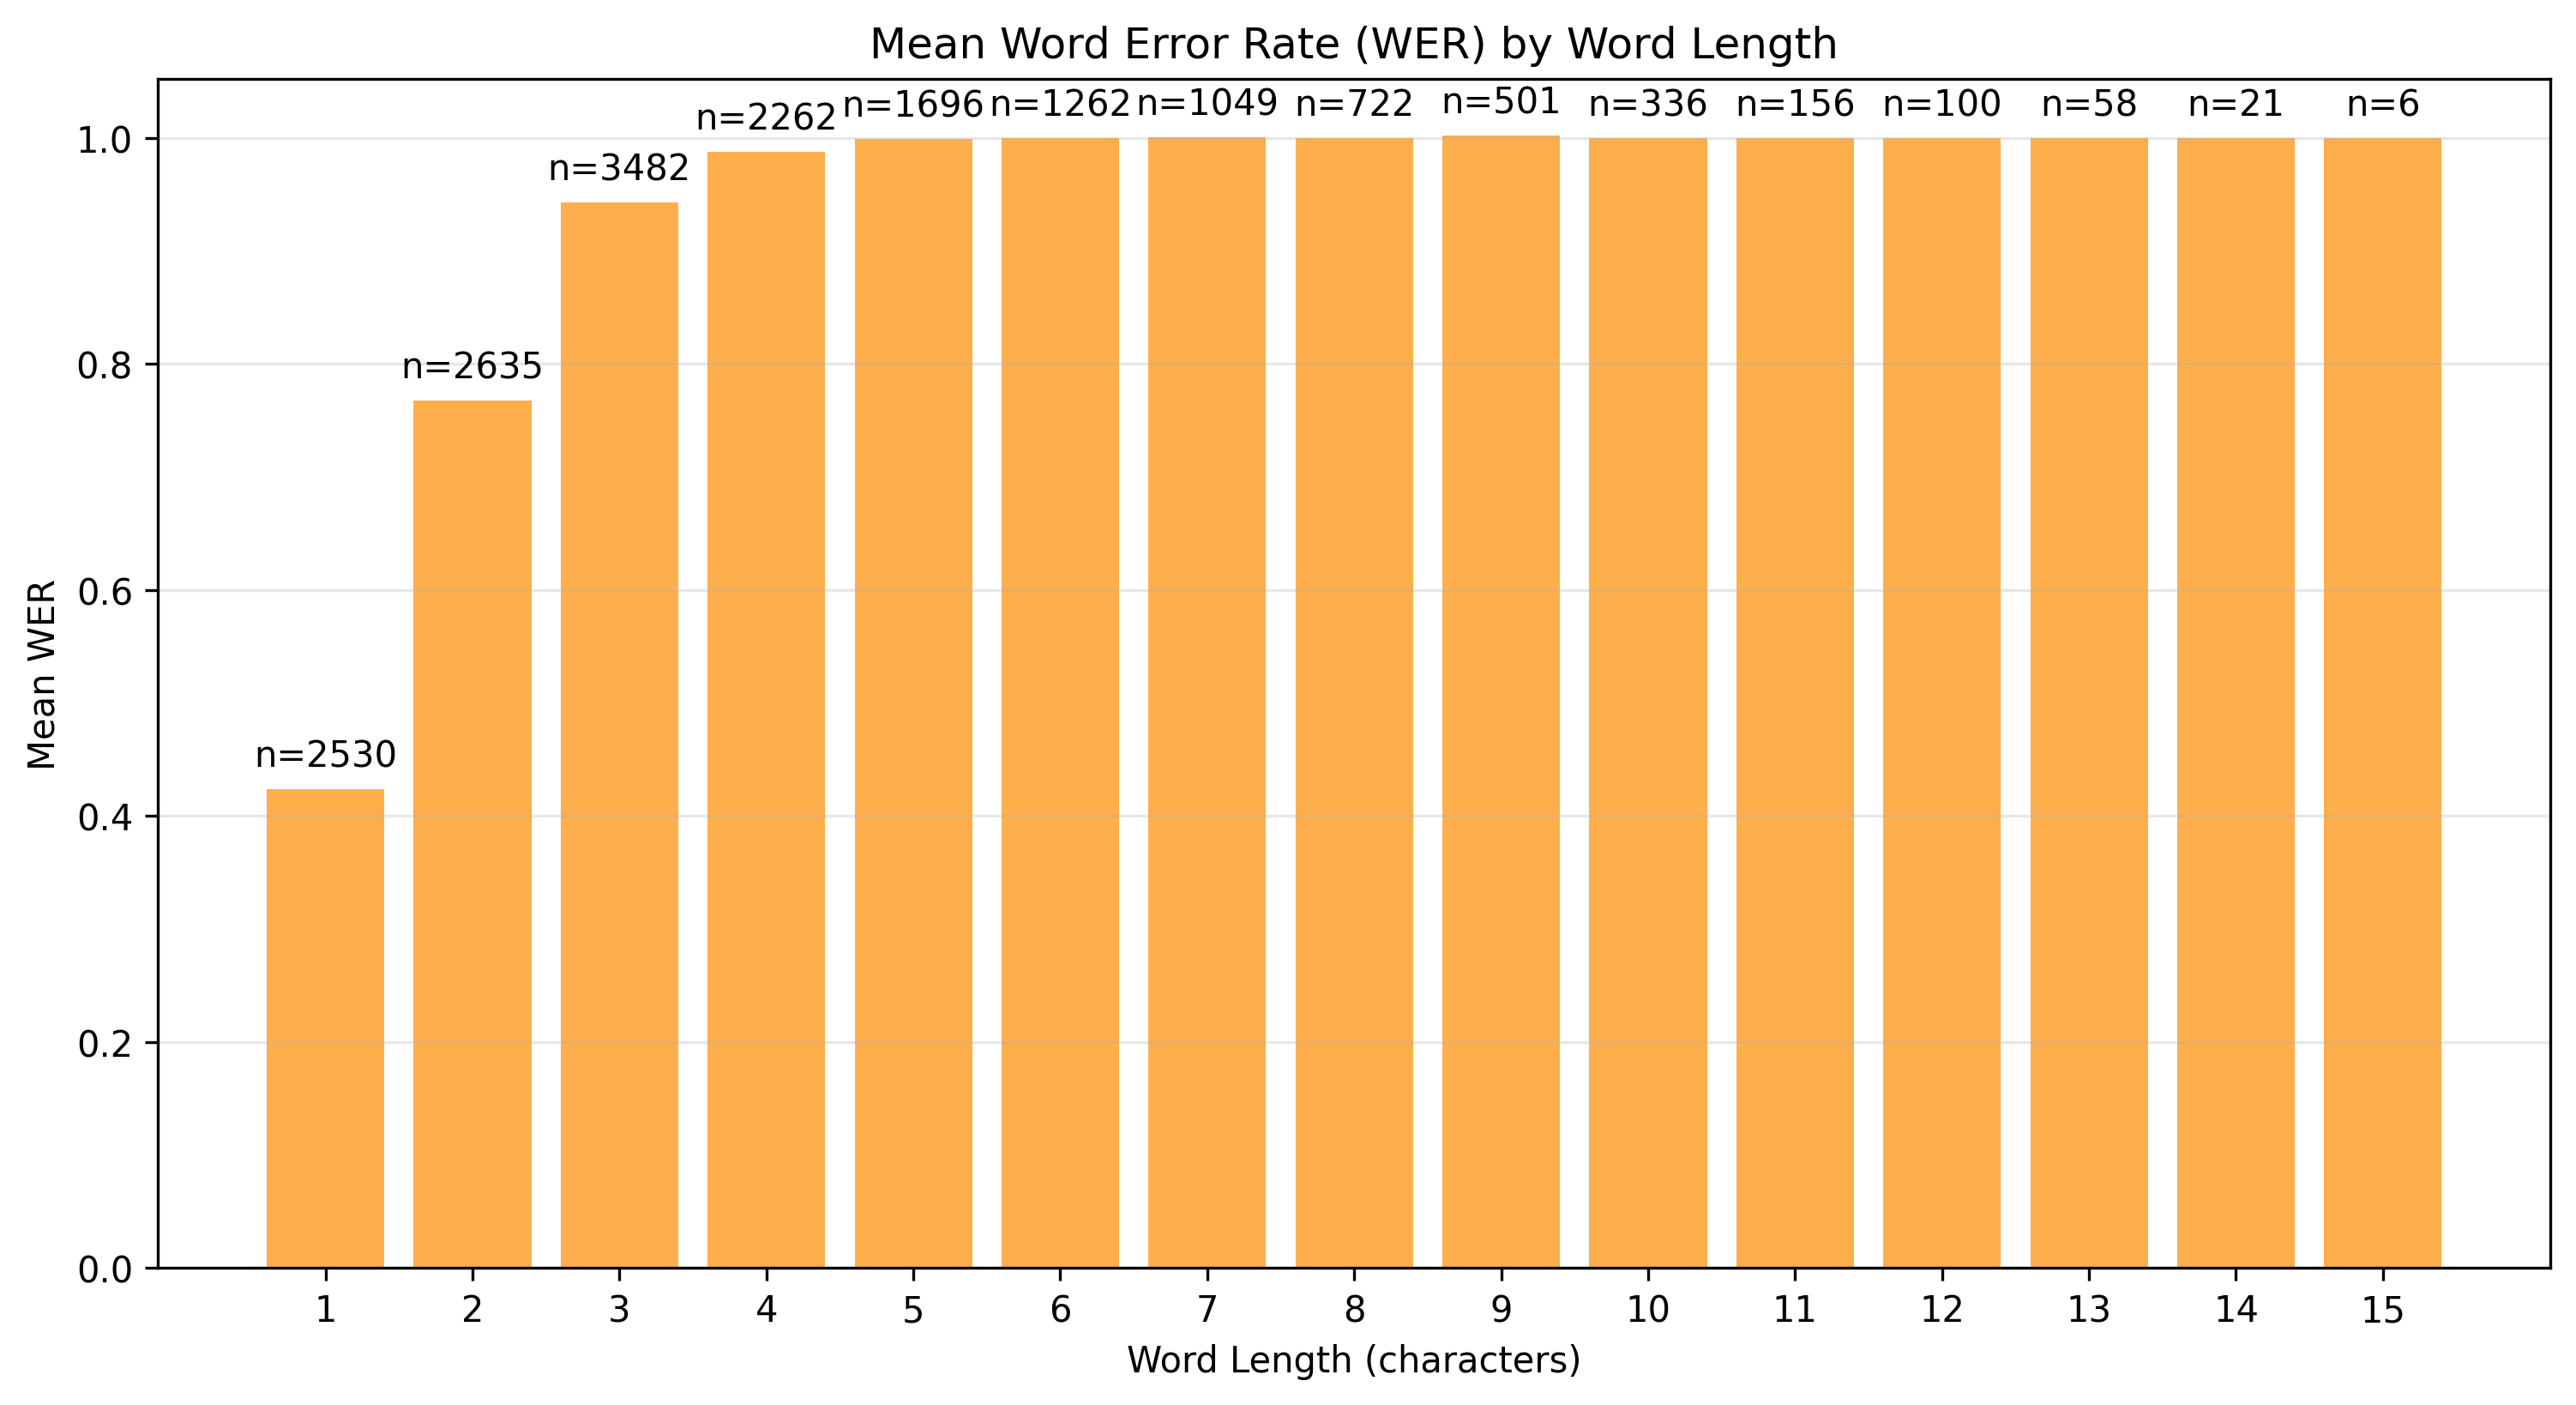 Mean Word Error Rate (WER) by Word Length
n=2530
n=2635
n=3482
n=2262
n=1696
n=1262
n=1049
n=722
n=501
n=336
n=156
n=100
n=58
n=21
n=6
1.0
0.8
0.6
0.4
0.2
0.0
Mean WER
1 2 3 4 5 6 7 8 9 10 11 12 13 14 15
Word Length (characters)